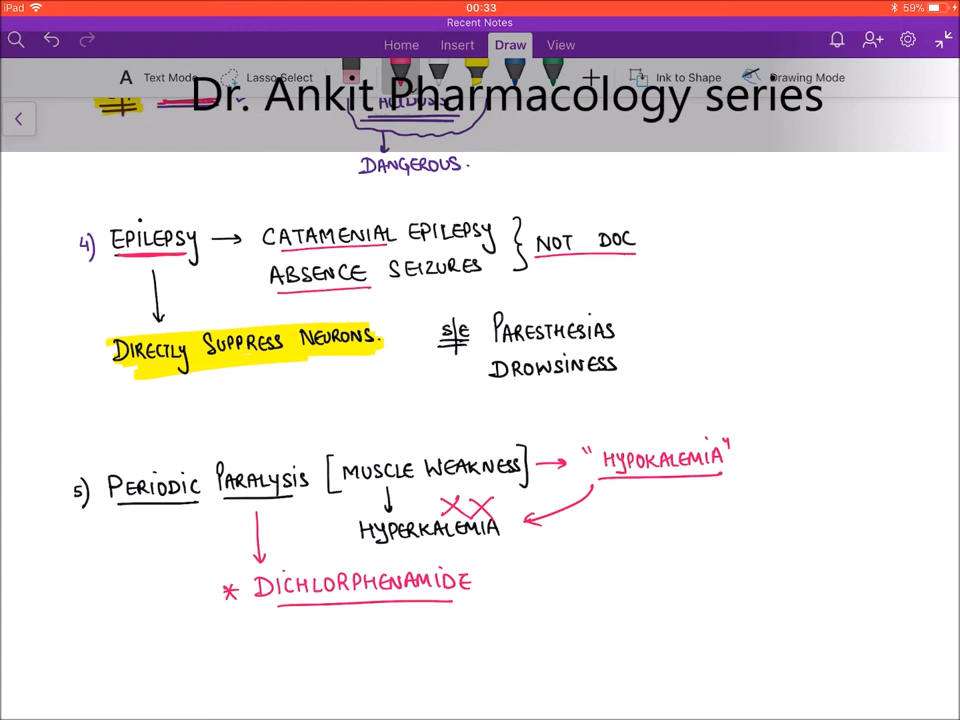 iPad 00:33 59%
Recent Notes
Home Insert Draw View
A Text Mode Lasso Select + Ink to Shape Drawing Mode
Dr. Ankit Pharmacology series
ACIDOSIS
DANGEROUS.
4) EPILEPSY → CATAMENIAL EPILEPSY } NOT DOC
ABSENCE SEIZURES
DIRECTLY SUPPRESS NEURONS. s/e PARESTHESIAS
DROWSINESS
5) PERIODIC PARALYSIS [MUSCLE WEAKNESS] → "HYPOKALEMIA"
HYPERKALEMIA
* DICHLORPHENAMIDE